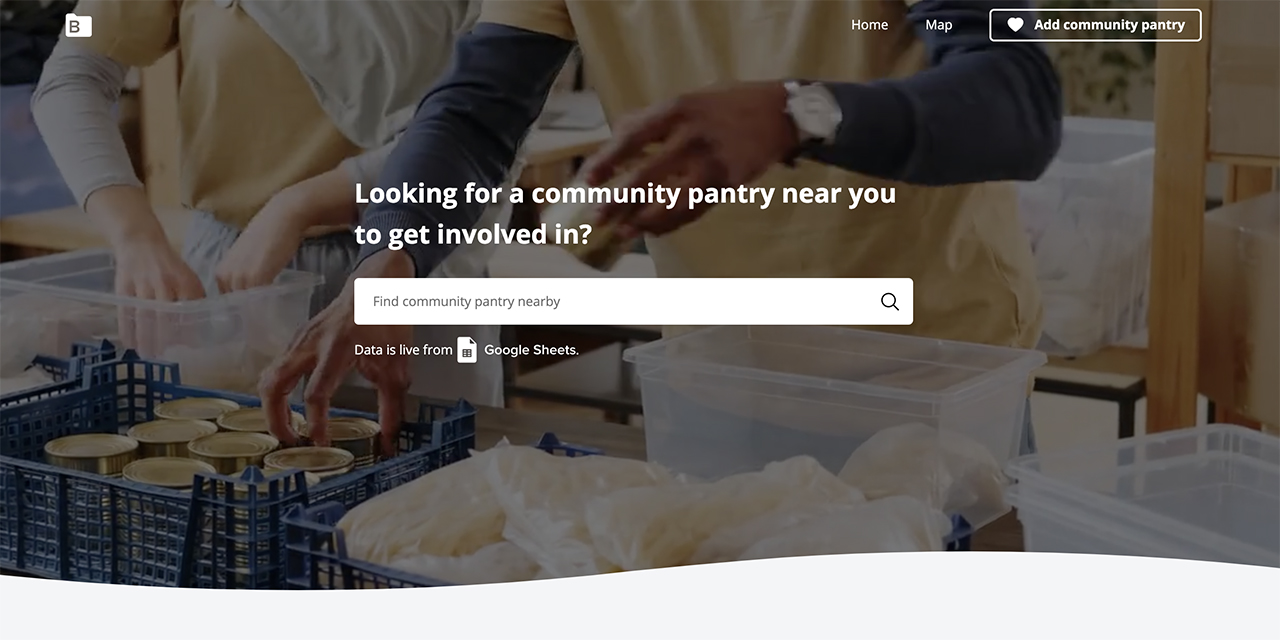 B
Home
Map
Add community pantry
Looking for a community pantry near you
to get involved in?
Find community pantry nearby
Data is live from Google Sheets.